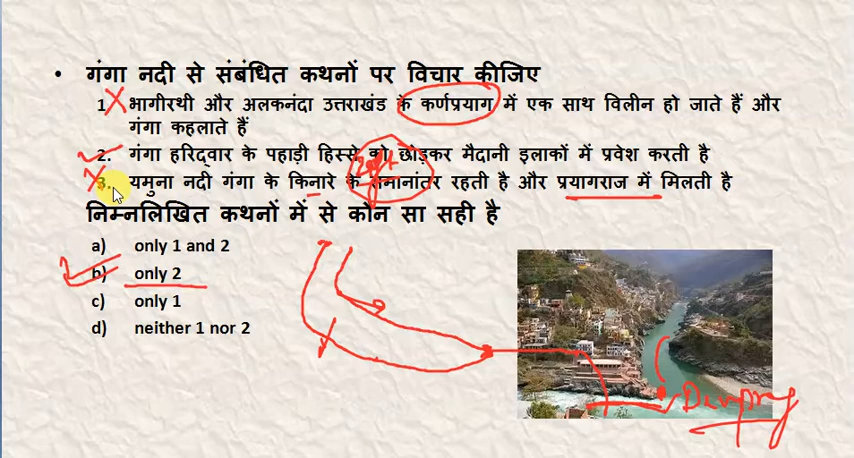 • गंगा नदी से संबंधित कथनों पर विचार कीजिए
1. भागीरथी और अलकनंदा उत्तराखंड के कर्णप्रयाग में एक साथ विलीन हो जाते हैं और
गंगा कहलाते हैं
2. गंगा हरिद्वार के पहाड़ी हिस्से को छोड़कर मैदानी इलाकों में प्रवेश करती है
3. यमुना नदी गंगा के किनारे के समानांतर रहती है और प्रयागराज में मिलती है
निम्नलिखित कथनों में से कौन सा सही है
a) only 1 and 2
b) only 2
c) only 1
d) neither 1 nor 2